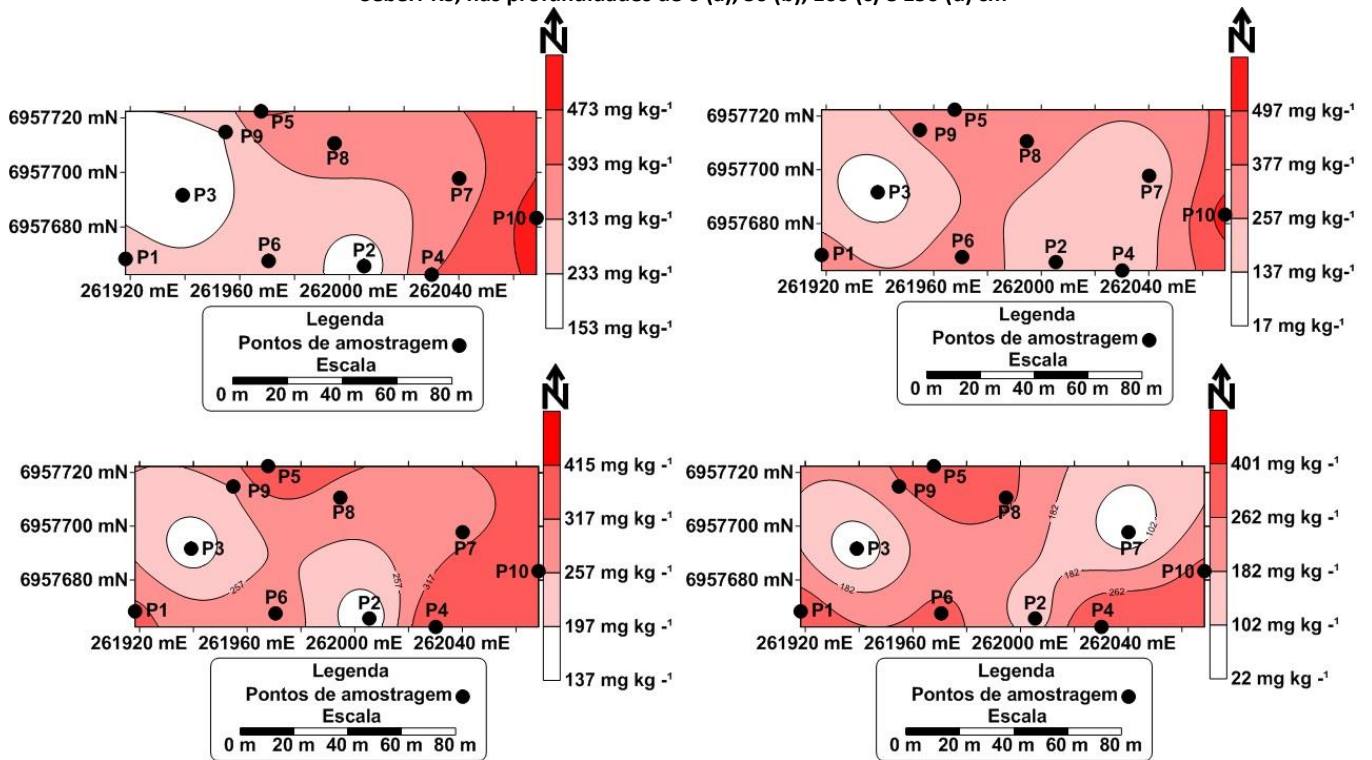 Seberi-RS, nas profundidades de 0 (a), 50 (b), 100 (c) e 150 (d) cm
N
6957720 mN
6957700 mN
6957680 mN
P5
P9
P8
P3
P7
P10
P1
P6
P2
P4
261920 mE 261960 mE 262000 mE 262040 mE
473 mg kg-¹
393 mg kg-¹
313 mg kg-¹
233 mg kg-¹
153 mg kg-¹
Legenda
Pontos de amostragem
Escala
0 m 20 m 40 m 60 m 80 m
N
6957720 mN
6957700 mN
6957680 mN
P5
P9
P8
P3
P7
P10
P1
P6
P2
P4
261920 mE 261960 mE 262000 mE 262040 mE
497 mg kg-¹
377 mg kg-¹
257 mg kg-¹
137 mg kg-¹
17 mg kg-¹
Legenda
Pontos de amostragem
Escala
0 m 20 m 40 m 60 m 80 m
N
6957720 mN
6957700 mN
6957680 mN
P5
P9
P8
P3
P7
P10
257
257
317
P1
P6
P2
P4
261920 mE 261960 mE 262000 mE 262040 mE
415 mg kg -¹
317 mg kg -¹
257 mg kg -¹
197 mg kg -¹
137 mg kg -¹
Legenda
Pontos de amostragem
Escala
0 m 20 m 40 m 60 m 80 m
N
6957720 mN
6957700 mN
6957680 mN
P5
P9
P8
182
P3
P7
102
P10
182
182
262
P1
P6
P2
P4
261920 mE 261960 mE 262000 mE 262040 mE
401 mg kg -¹
262 mg kg -¹
182 mg kg -¹
102 mg kg -¹
22 mg kg -¹
Legenda
Pontos de amostragem
Escala
0 m 20 m 40 m 60 m 80 m